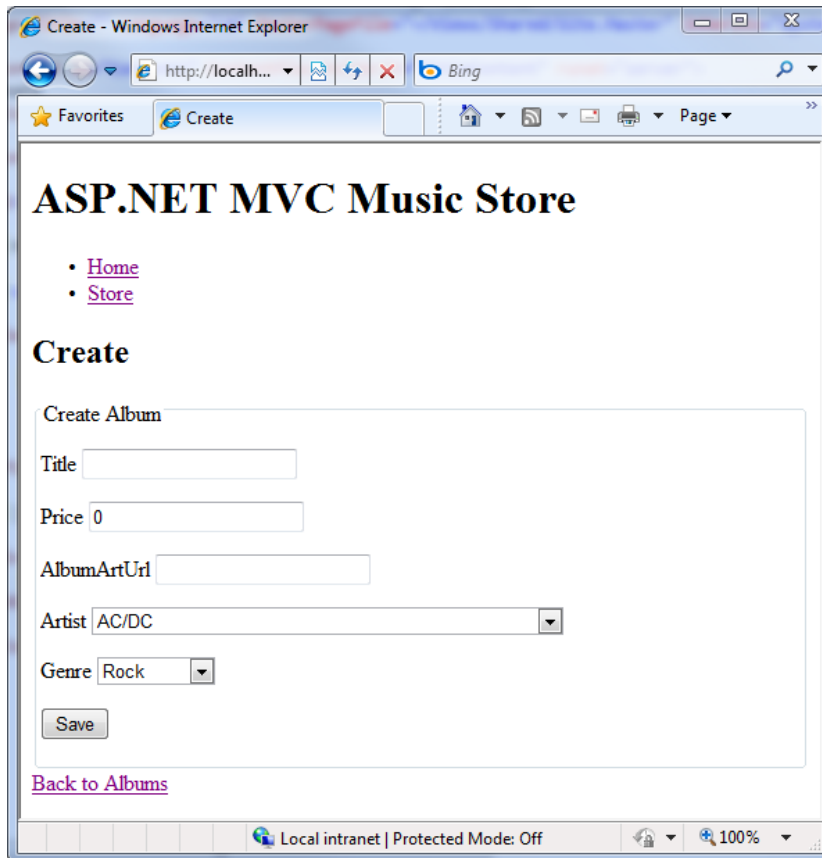 Create - Windows Internet Explorer
http://localh...
Bing
Favorites
Create
Page
»
ASP.NET MVC Music Store
• Home
• Store
Create
Create Album
Title
Price 0
AlbumArtUrl
Artist AC/DC
Genre Rock
Save
Back to Albums
Local intranet | Protected Mode: Off
100%